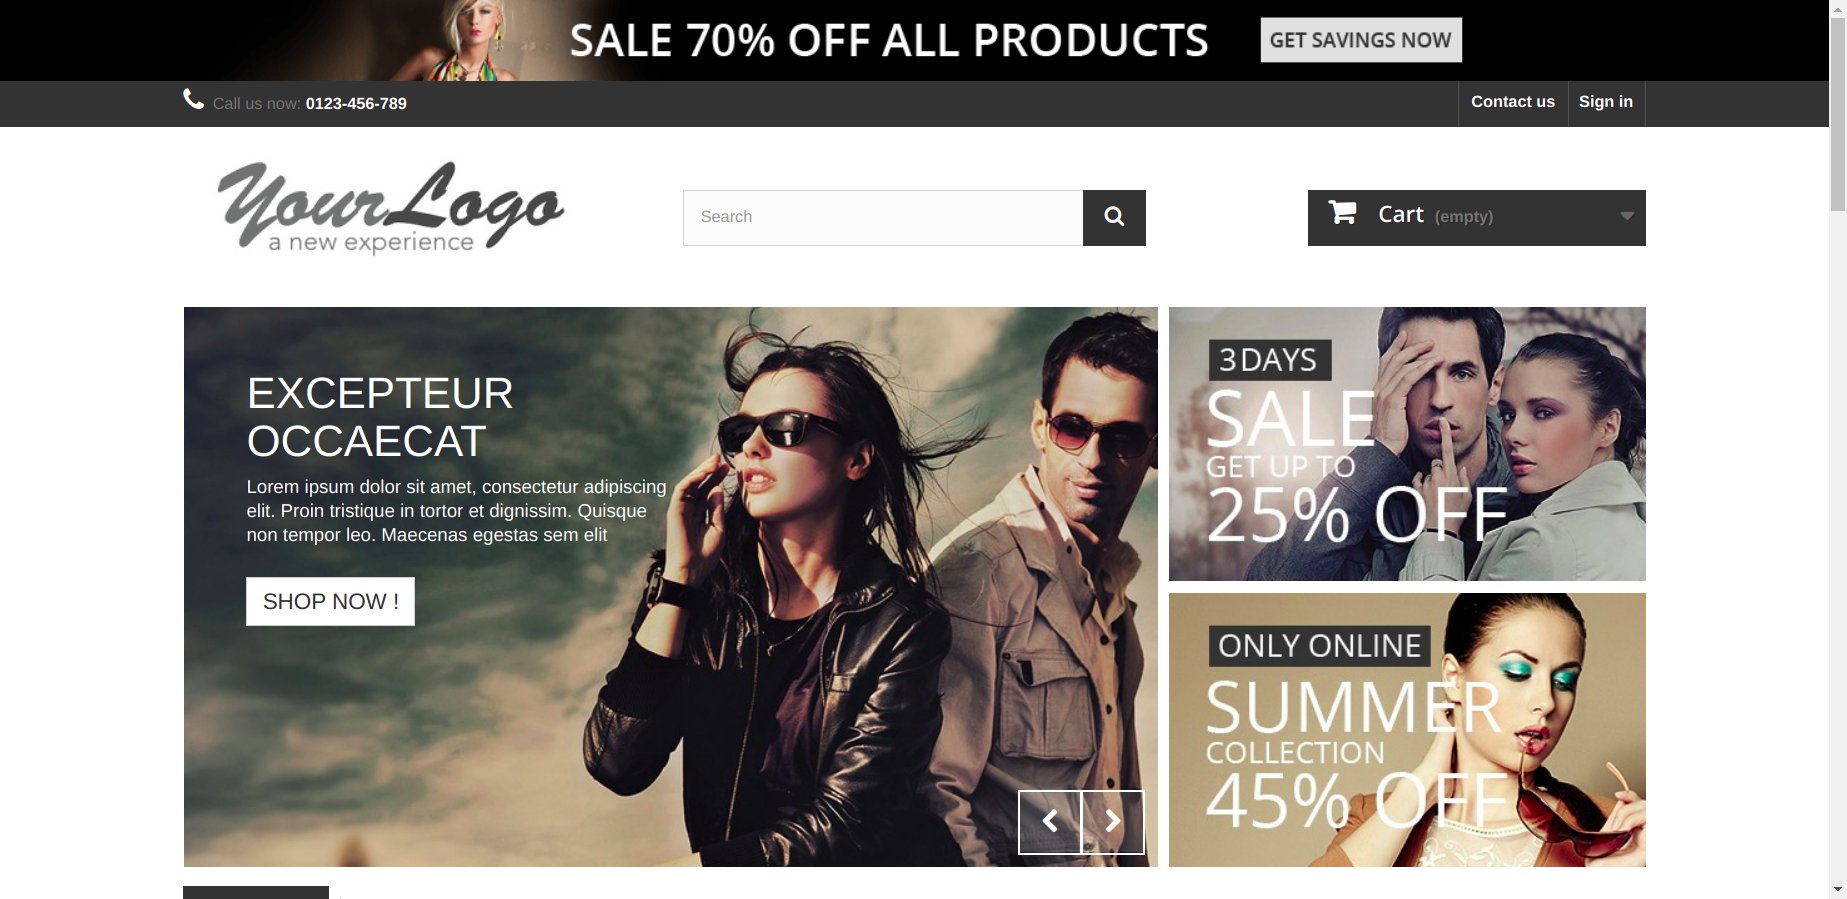 SALE 70% OFF ALL PRODUCTS
GET SAVINGS NOW
Call us now: 0123-456-789
Contact us
Sign in
Your Logo
a new experience
Search
Cart (empty)
EXCEPTEUR
OCCAECAT
Lorem ipsum dolor sit amet, consectetur adipiscing
elit. Proin tristique in tortor et dignissim. Quisque
non tempor leo. Maecenas egestas sem elit
SHOP NOW !
3 DAYS
SALE
GET UP TO
25% OFF
ONLY ONLINE
SUMMER
COLLECTION
45% OFF